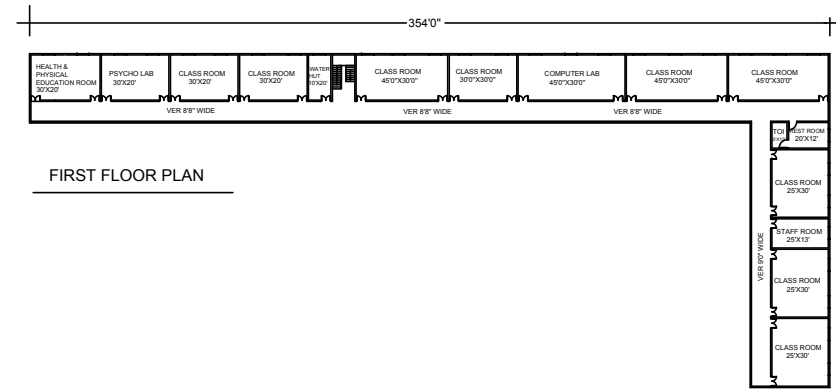 354'0"
HEALTH &
PHYSICAL
EDUCATION ROOM
30'X20'
PSYCHO LAB
30'X20'
CLASS ROOM
30'X20'
CLASS ROOM
30'X20'
WATER
HUT
10'X20'
CLASS ROOM
45'0"X30'0"
CLASS ROOM
30'0"X30'0"
COMPUTER LAB
45'0"X30'0"
CLASS ROOM
45'0"X30'0"
CLASS ROOM
45'0"X30'0"
VER 8'8" WIDE
VER 8'8" WIDE
VER 8'8" WIDE
TOI
REST ROOM
20'X12'
FIRST FLOOR PLAN
CLASS ROOM
25'X30'
STAFF ROOM
25'X13'
VER 9'0" WIDE
CLASS ROOM
25'X30'
CLASS ROOM
25'X30'